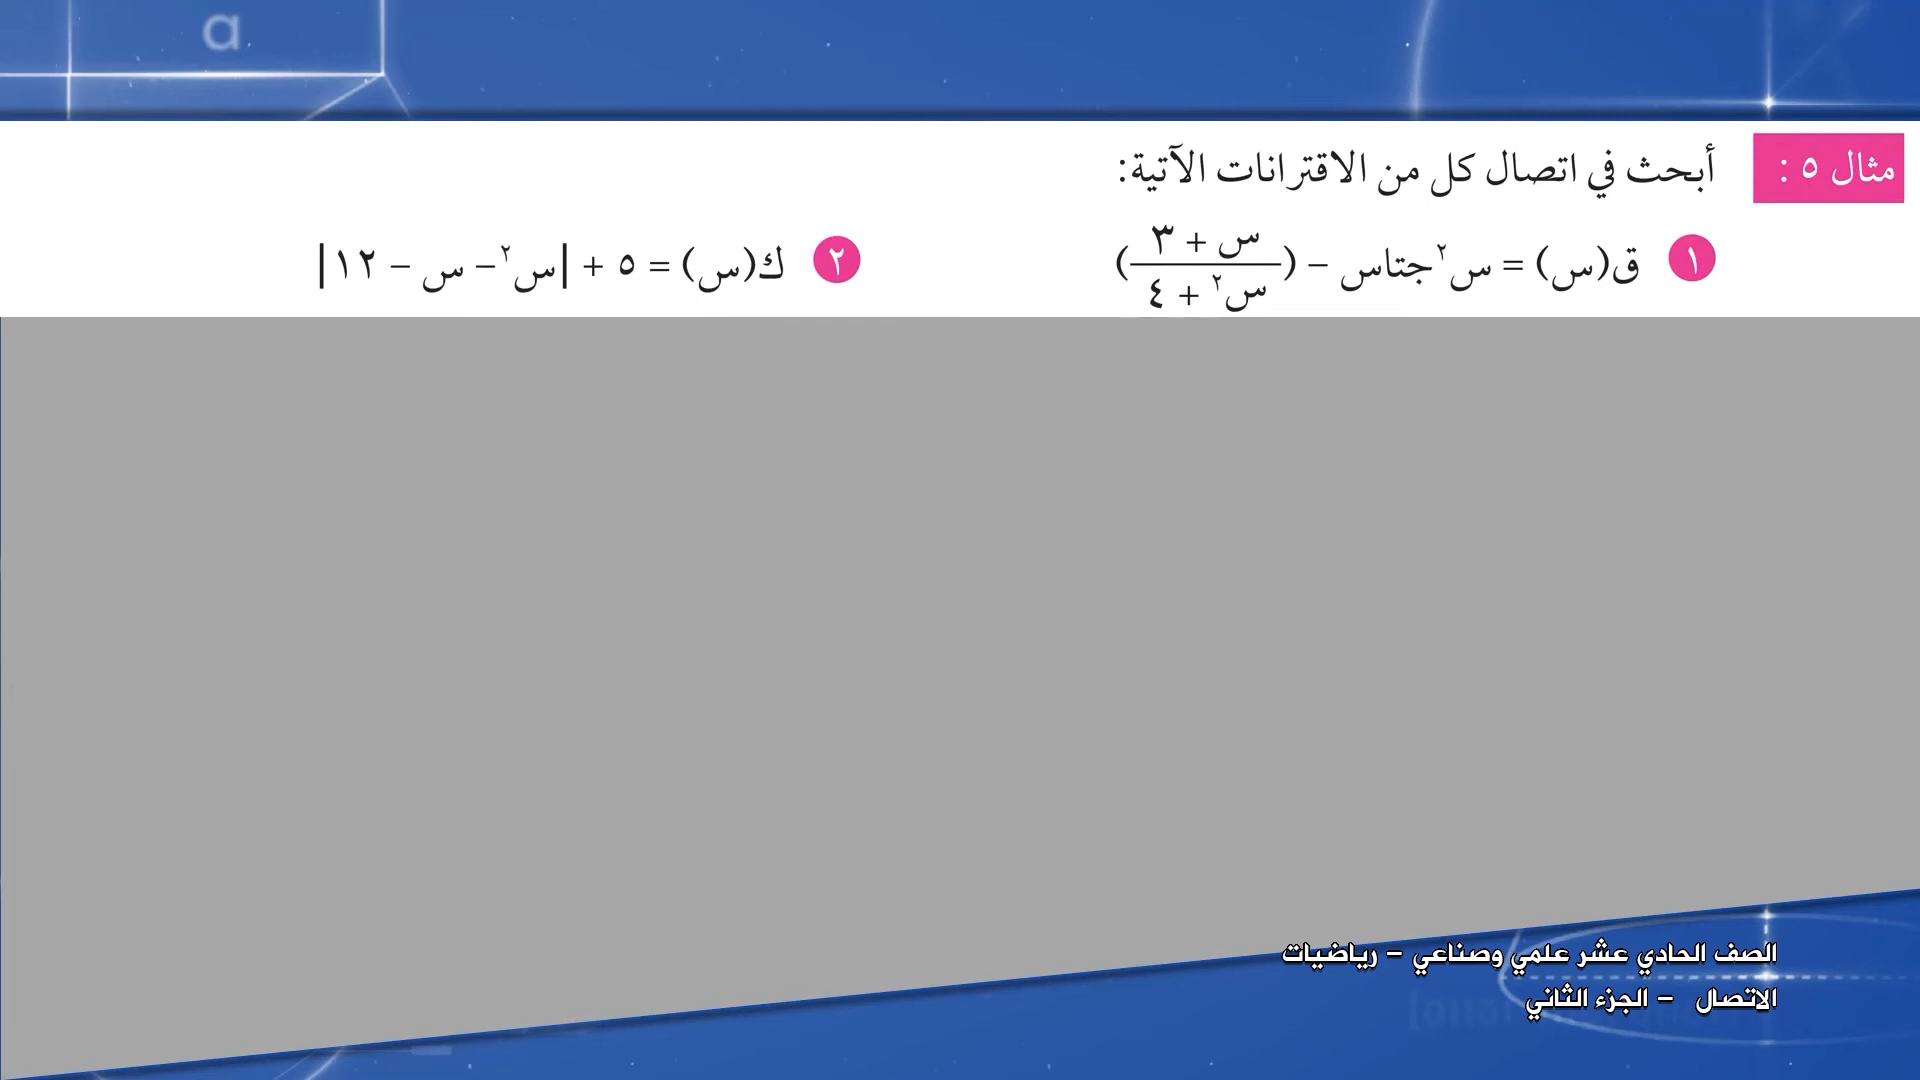 مثال ٥ : أبحث في اتصال كل من الاقترانات الآتية:
١ ق(س) = س٢جتاس – (س + ٣ / س٢ + ٤) ٢ ك(س) = ٥ + |س٢ – س – ١٢|
الصف الحادي عشر علمي وصناعي – رياضيات
الاتصال – الجزء الثاني
a